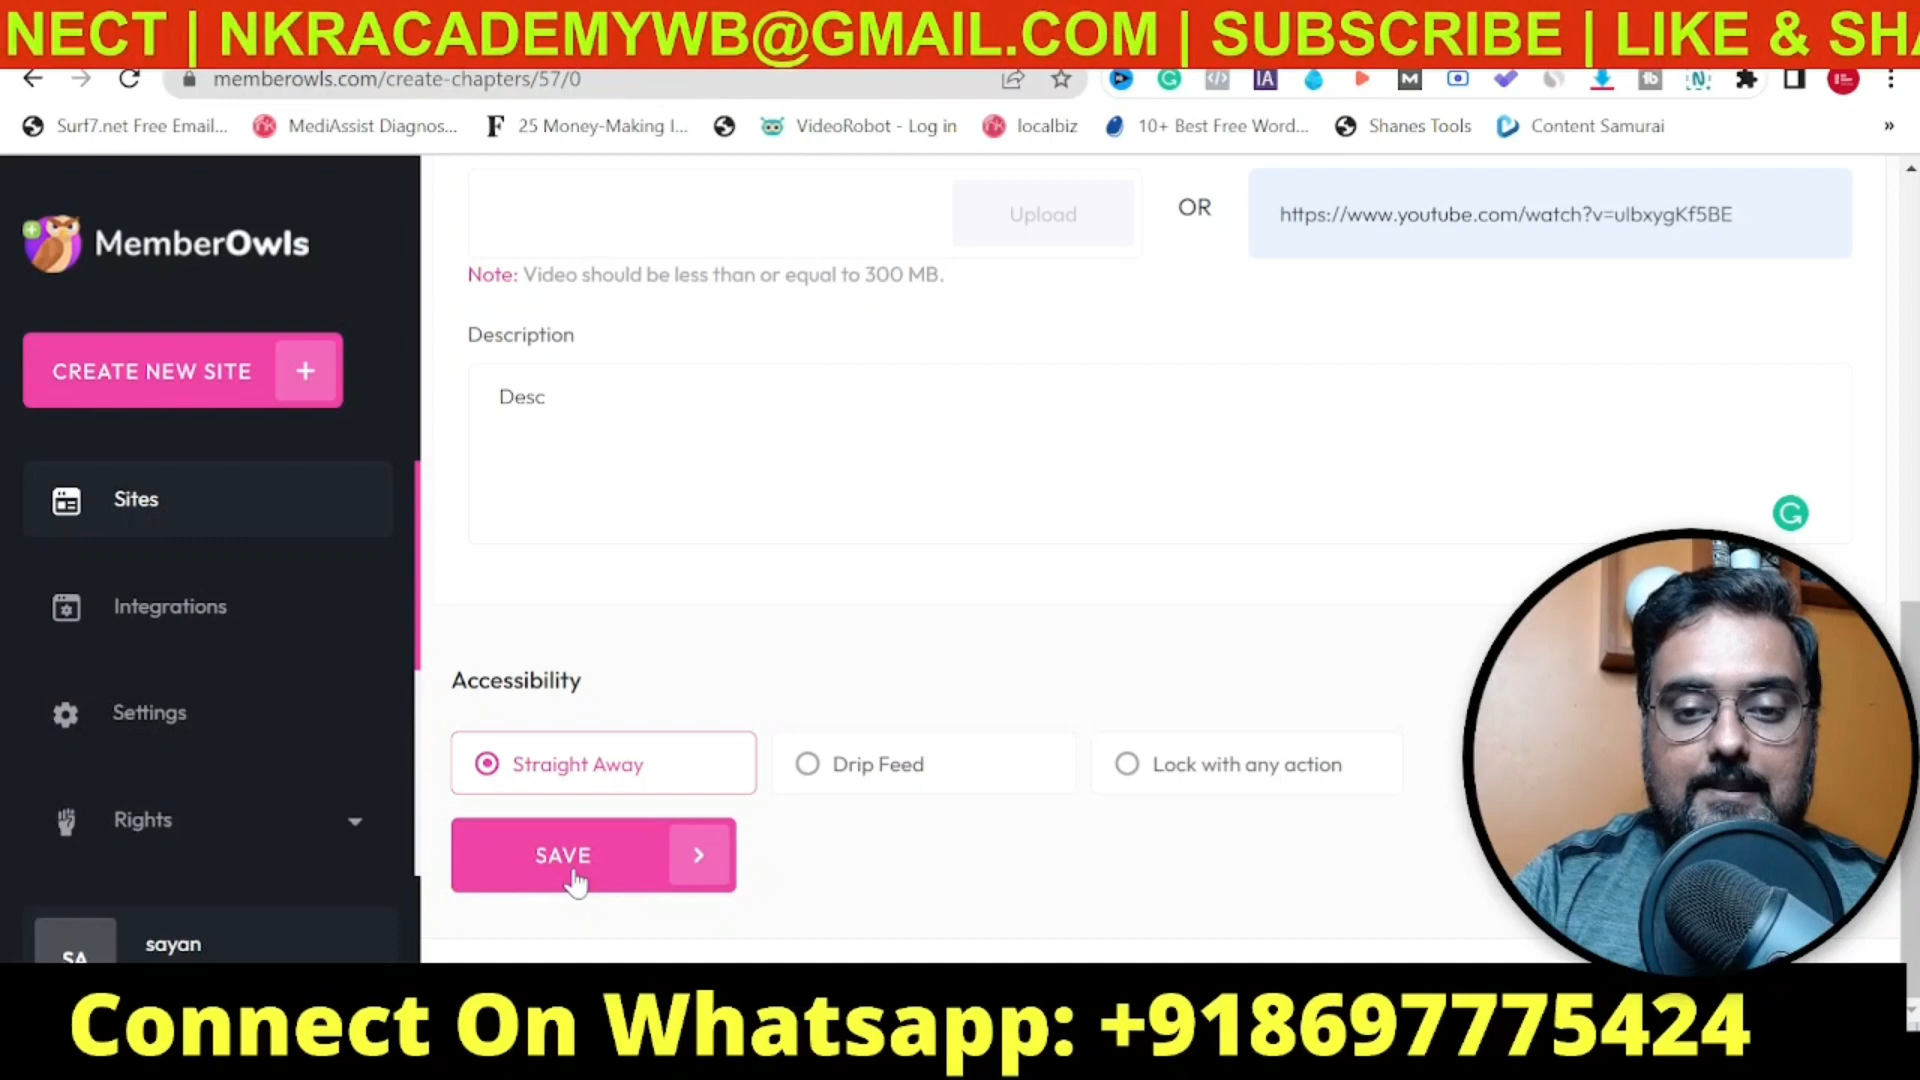 NECT | NKRACADEMYWB@GMAIL.COM | SUBSCRIBE | LIKE & SHA
memberowls.com/create-chapters/57/0
Surf7.net Free Email... MediAssist Diagnos... 25 Money-Making I... VideoRobot - Log in localbiz 10+ Best Free Word... Shanes Tools Content Samurai »
MemberOwls
Upload OR https://www.youtube.com/watch?v=ulbxygKf5BE
Note: Video should be less than or equal to 300 MB.
Description
CREATE NEW SITE +
Desc
Sites
Integrations
Accessibility
Settings
Straight Away Drip Feed Lock with any action
Rights
SAVE
sayan
SA
Connect On Whatsapp: +918697775424